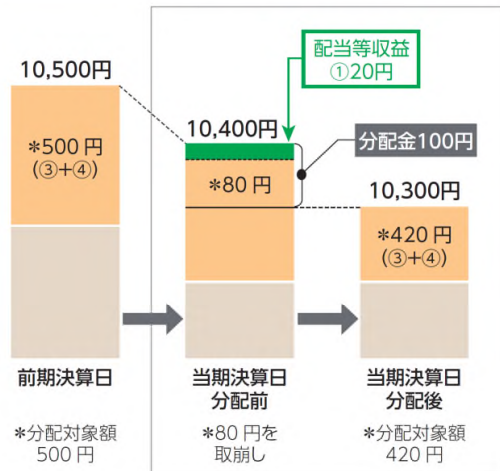 配当等収益
①20円
10,500円
10,400円
分配金100円
*500円
(③+④)
*80円
10,300円
*420円
(③+④)
前期決算日
当期決算日
分配前
当期決算日
分配後
*分配対象額
500円
*80円を
取崩し
*分配対象額
420円